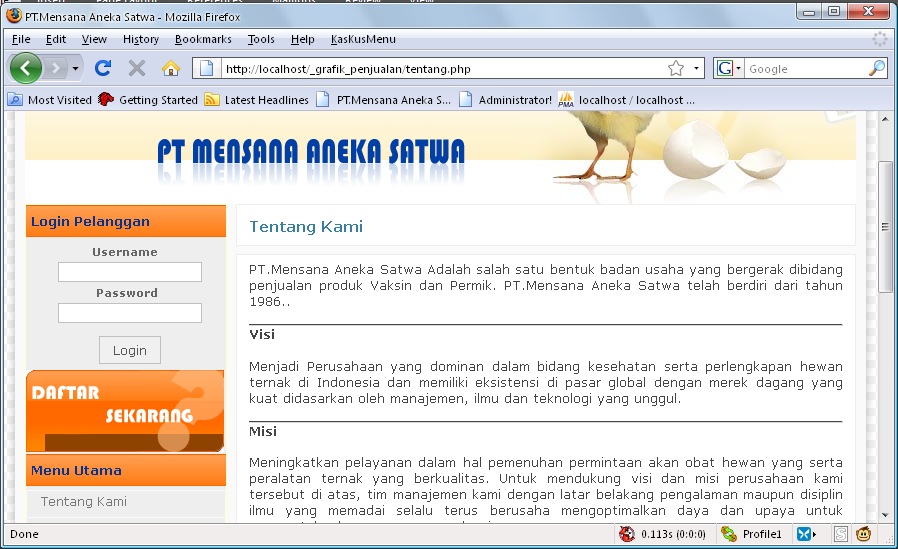 PT.Mensana Aneka Satwa - Mozilla Firefox
File Edit View History Bookmarks Tools Help KasKusMenu
http://localhost/_grafik_penjualan/tentang.php
Google
Most Visited Getting Started Latest Headlines PT.Mensana Aneka S... Administrator! localhost / localhost ...
PT MENSANA ANEKA SATWA
Login Pelanggan
Username
Password
Login
DAFTAR
SEKARANG
Menu Utama
Tentang Kami
Tentang Kami
PT.Mensana Aneka Satwa Adalah salah satu bentuk badan usaha yang bergerak dibidang
penjualan produk Vaksin dan Permik. PT.Mensana Aneka Satwa telah berdiri dari tahun
1986..
Visi
Menjadi Perusahaan yang dominan dalam bidang kesehatan serta perlengkapan hewan
ternak di Indonesia dan memiliki eksistensi di pasar global dengan merek dagang yang
kuat didasarkan oleh manajemen, ilmu dan teknologi yang unggul.
Misi
Meningkatkan pelayanan dalam hal pemenuhan permintaan akan obat hewan yang serta
peralatan ternak yang berkualitas. Untuk mendukung visi dan misi perusahaan kami
tersebut di atas, tim manajemen kami dengan latar belakang pengalaman maupun disiplin
ilmu yang memadai selalu terus berusaha mengoptimalkan daya dan upaya untuk
Done
0.113s (0:0:0) Profile1